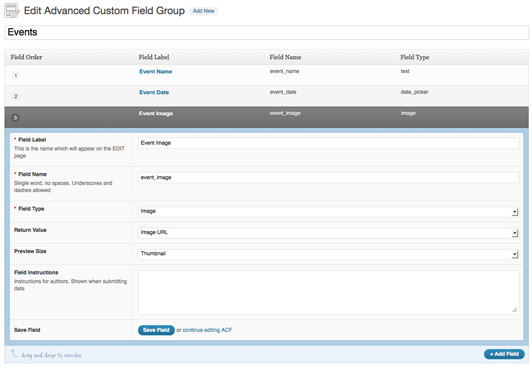 Edit Advanced Custom Field Group Add New
Events
Field Order Field Label Field Name Field Type
1 Event Name event_name text
2 Event Date event_date date_picker
3 Event Image event_image image
* Field Label
This is the name which will appear on the EDIT
page
Event Image
* Field Name
Single word, no spaces. Underscores and
dashes allowed
event_image
* Field Type
Image
Return Value
Image URL
Preview Size
Thumbnail
Field Instructions
Instructions for authors. Shown when submitting
data
Save Field
Save Field or continue editing ACF
drag and drop to reorder
+ Add Field